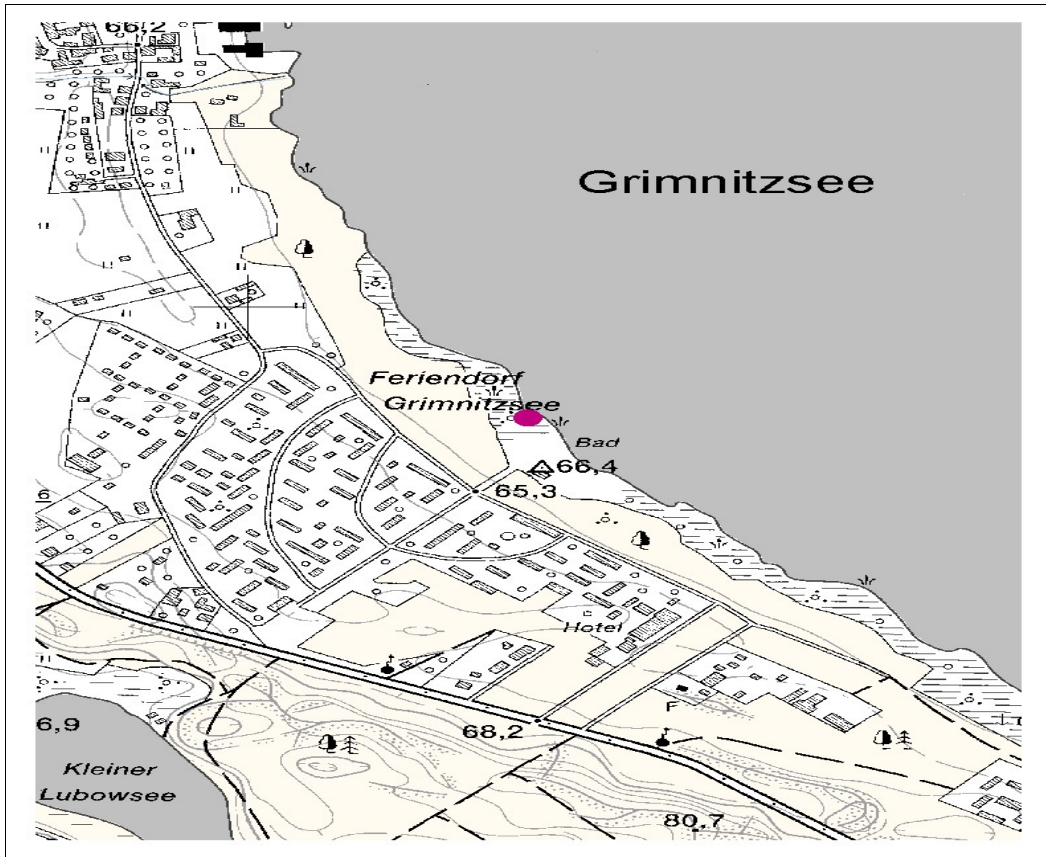 66,2
Grimnitzsee
Feriendorf
Grimnitzsee
Bad
66,4
65,3
Hotel
F
68,2
6,9
Kleiner
Lubowsee
80,7